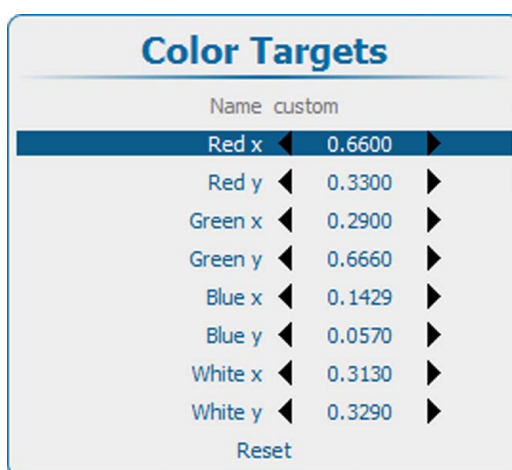 Color Targets
Name custom
Red x 0.6600
Red y 0.3300
Green x 0.2900
Green y 0.6660
Blue x 0.1429
Blue y 0.0570
White x 0.3130
White y 0.3290
Reset